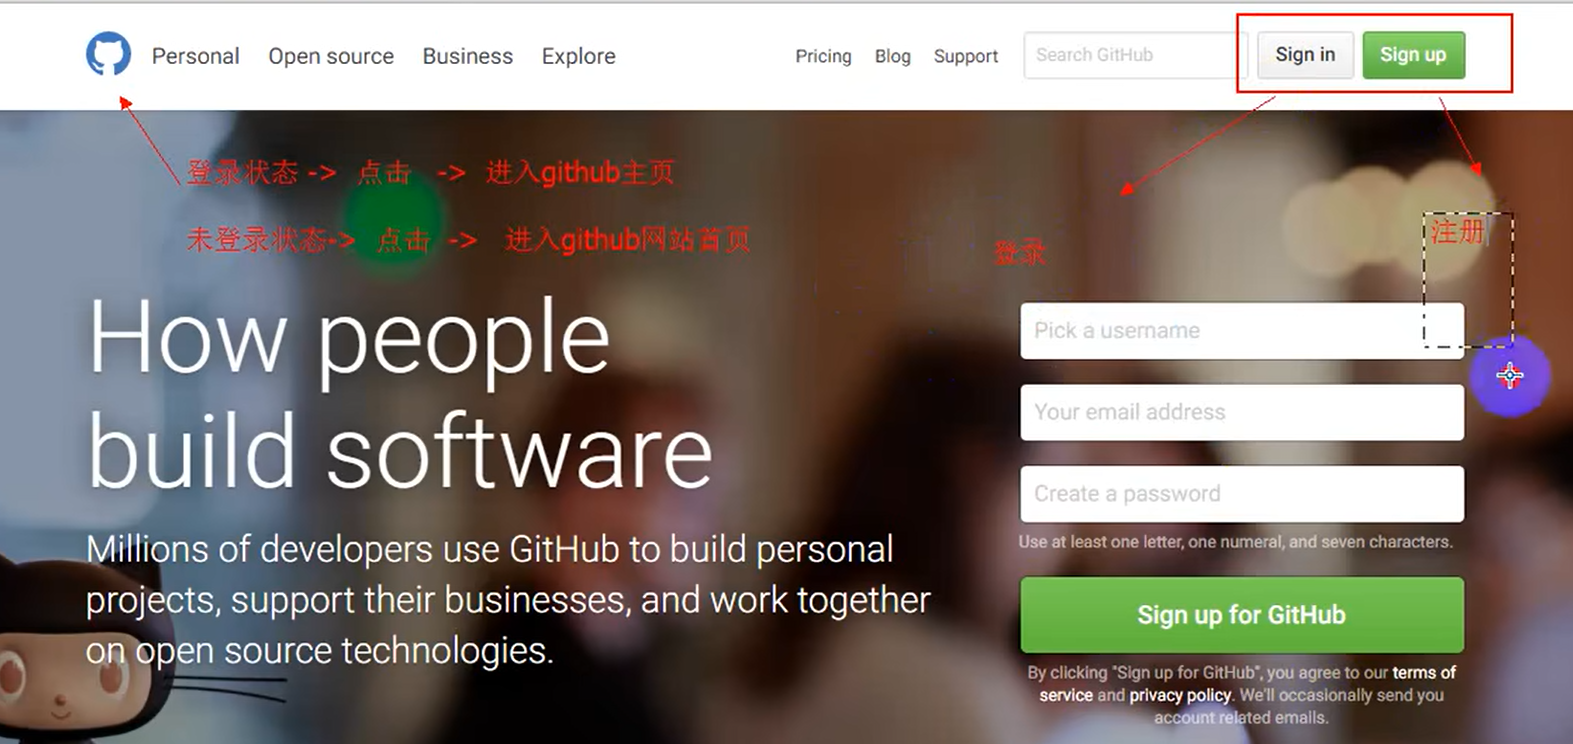 Personal Open source Business Explore Pricing Blog Support Search GitHub Sign in Sign up
登录状态 -> 点击 -> 进入github主页
未登录状态-> 点击 -> 进入github网站首页
登录
注册
How people
build software
Millions of developers use GitHub to build personal
projects, support their businesses, and work together
on open source technologies.
Pick a username
Your email address
Create a password
Use at least one letter, one numeral, and seven characters.
Sign up for GitHub
By clicking "Sign up for GitHub", you agree to our terms of
service and privacy policy. We'll occasionally send you
account related emails.